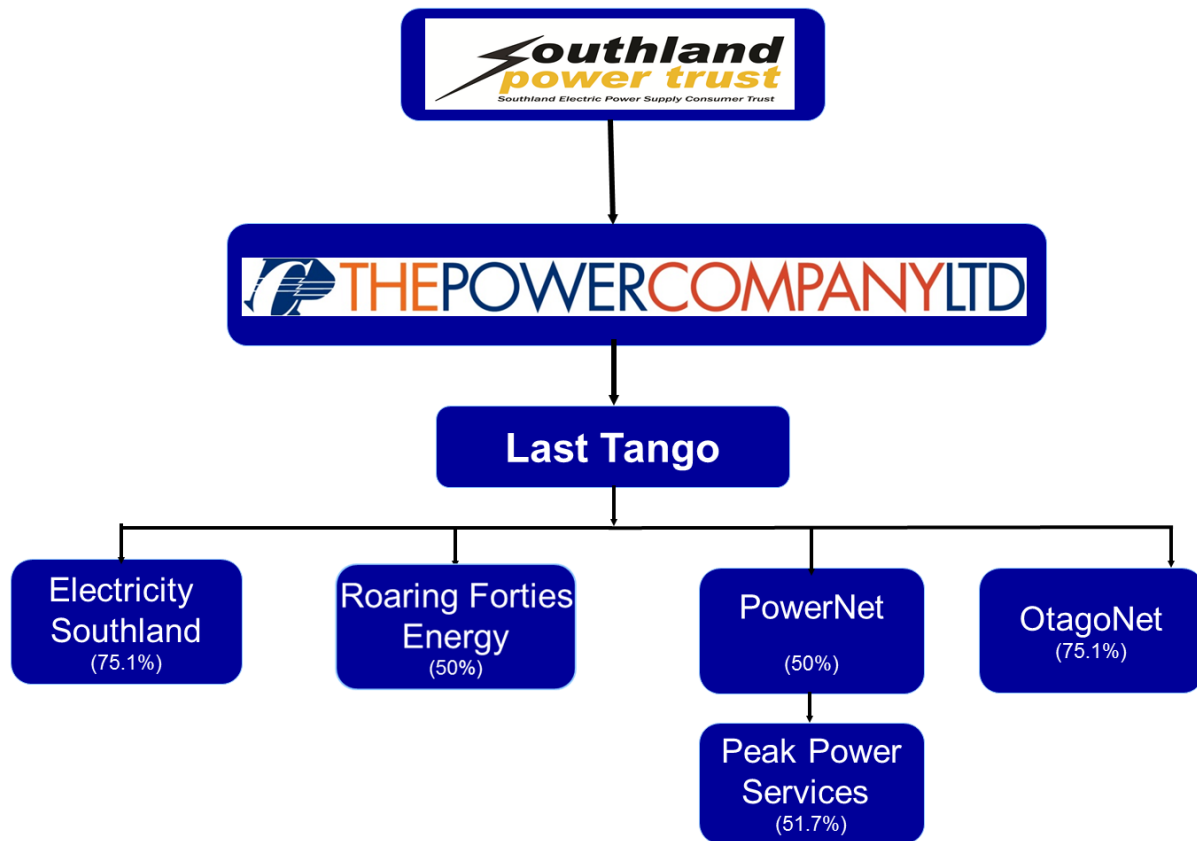 Southland
power trust
Southland Electric Power Supply Consumer Trust
THEPOWERCOMPANYLTD
Last Tango
Electricity
Southland
(75.1%)
Roaring Forties
Energy
(50%)
PowerNet
(50%)
OtagoNet
(75.1%)
Peak Power
Services
(51.7%)